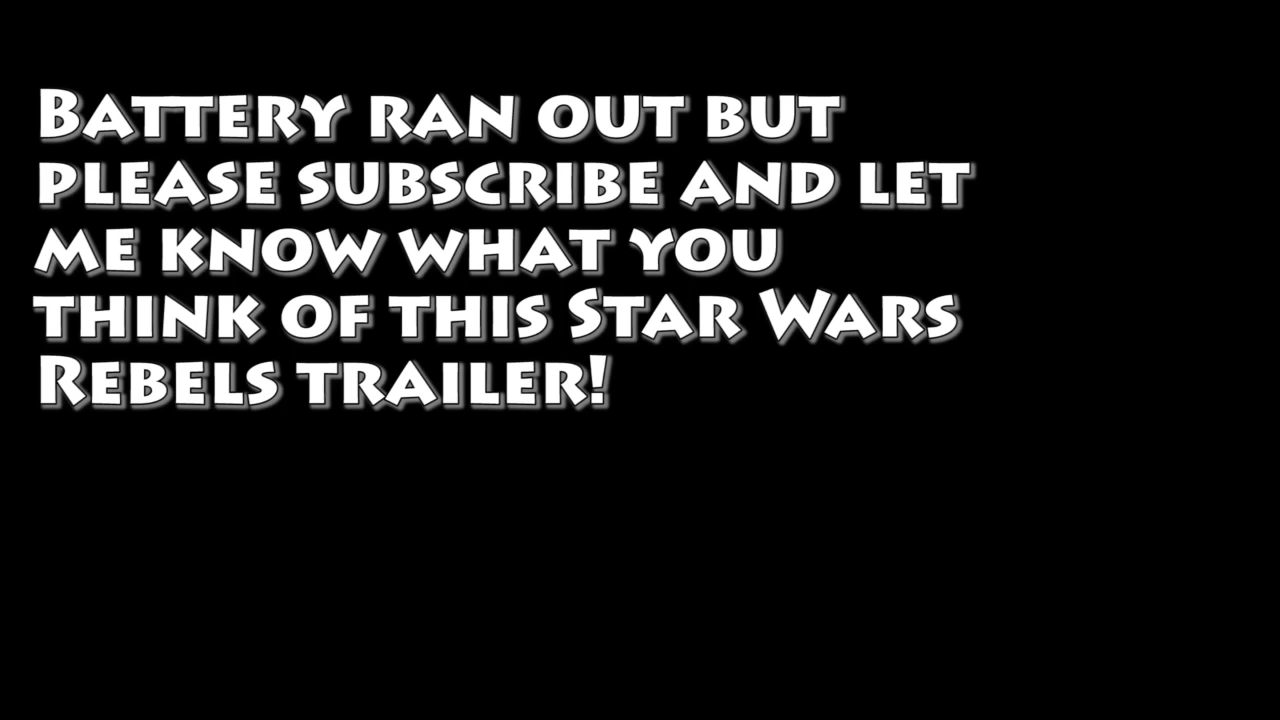 Battery ran out but
please subscribe and let
me know what you
think of this Star Wars
Rebels trailer!